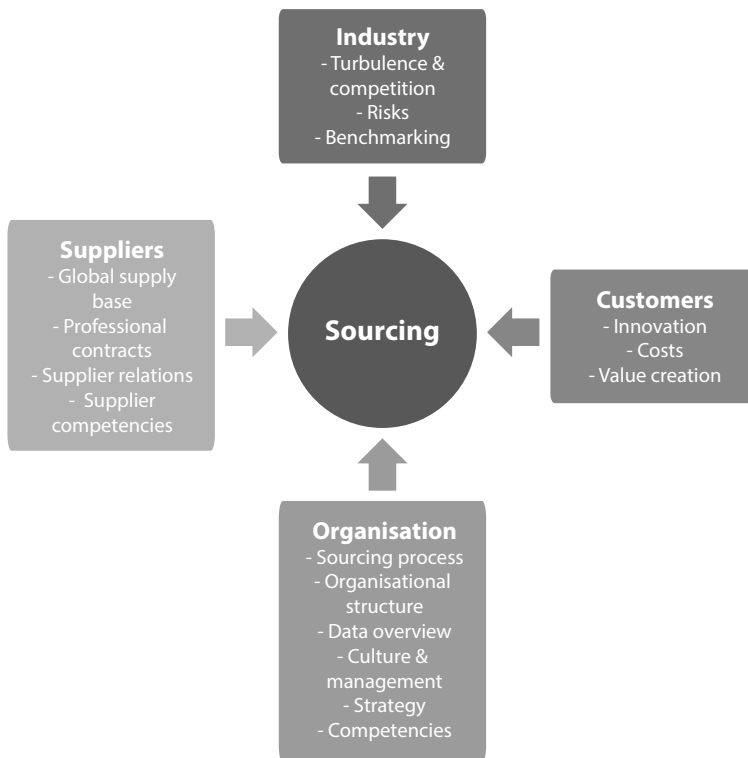 Industry
- Turbulence &
competition
- Risks
- Benchmarking
Suppliers
- Global supply
base
- Professional
contracts
- Supplier relations
- Supplier
competencies
Sourcing
Customers
- Innovation
- Costs
- Value creation
Organisation
- Sourcing process
- Organisational
structure
- Data overview
- Culture &
management
- Strategy
- Competencies